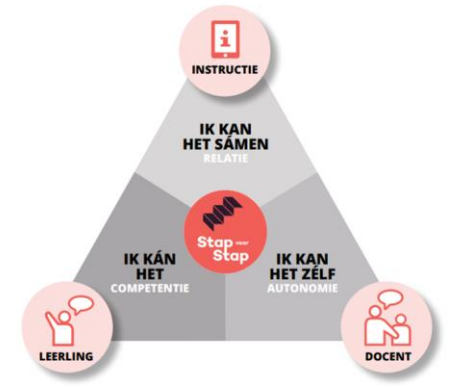 INSTRUCTIE
IK KAN
HET SÁMEN
RELATIE
Stap voor
Stap
IK KÁN
HET
COMPETENTIE
IK KAN
HET ZÉLF
AUTONOMIE
LEERLING
DOCENT